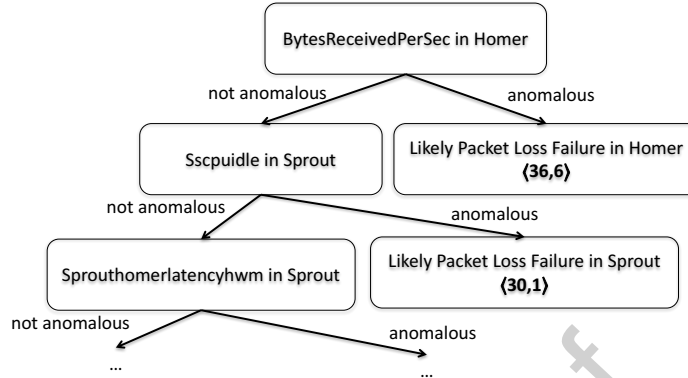 BytesReceivedPerSec in Homer
not anomalous
anomalous
Sscpuidle in Sprout
Likely Packet Loss Failure in Homer
⟨36,6⟩
not anomalous
anomalous
Sprouthomerlatencyhwm in Sprout
Likely Packet Loss Failure in Sprout
⟨30,1⟩
not anomalous
anomalous
...
...
f